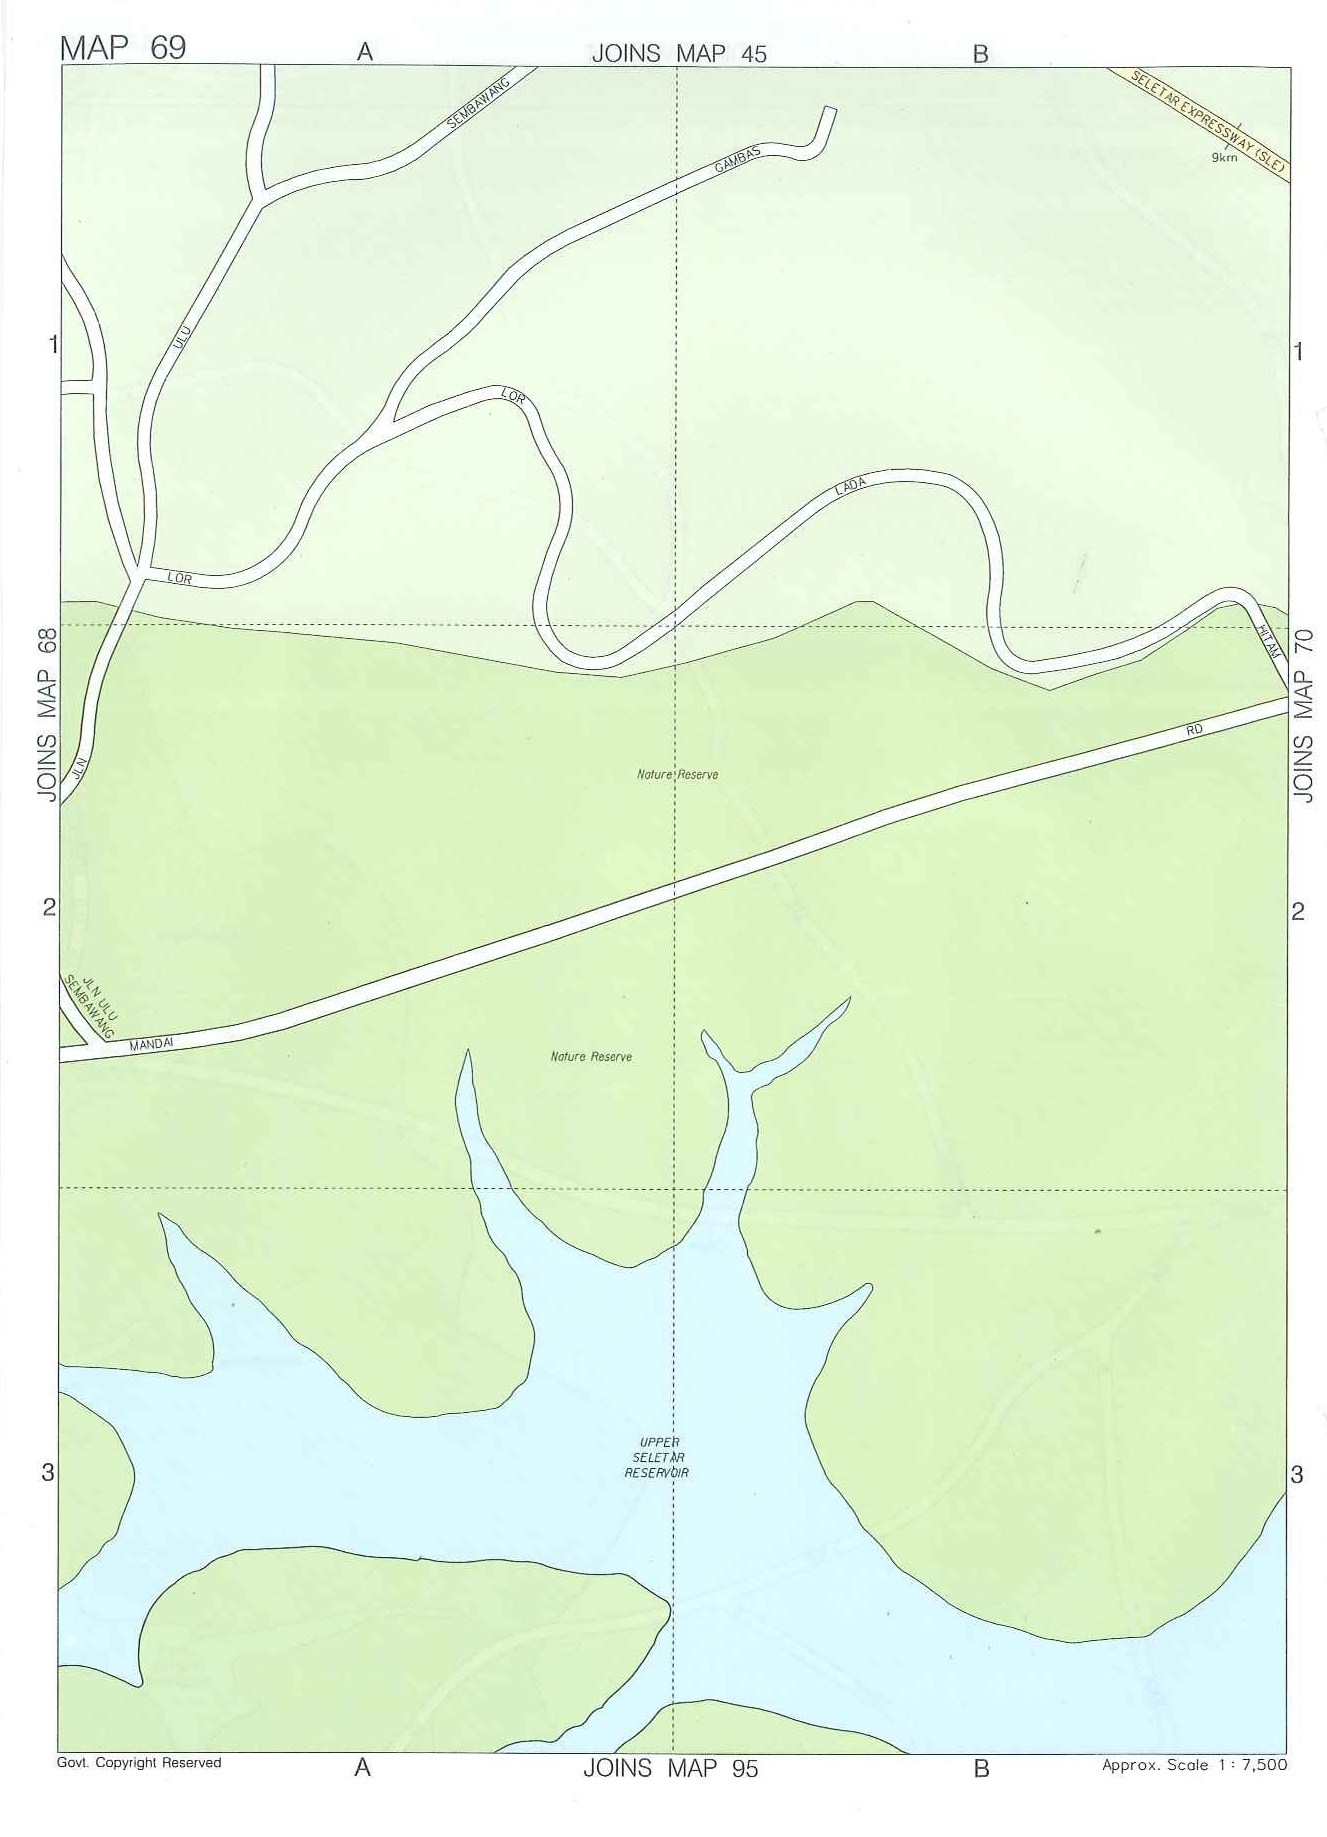 MAP 69
A
JOINS MAP 45
B
SEMBAWANG
SELETAR EXPRESSWAY (SLE)
9km
GAMBAS
ULU
1
1
LOR
LADA
LOR
JOINS MAP 68
HITAM
JOINS MAP 70
RD
JLN
Nature Reserve
2
2
JLN ULU
SEMBAWANG
MANDAI
Nature Reserve
UPPER
SELETAR
RESERVOIR
3
3
Govt. Copyright Reserved
A
JOINS MAP 95
B
Approx. Scale 1 : 7,500